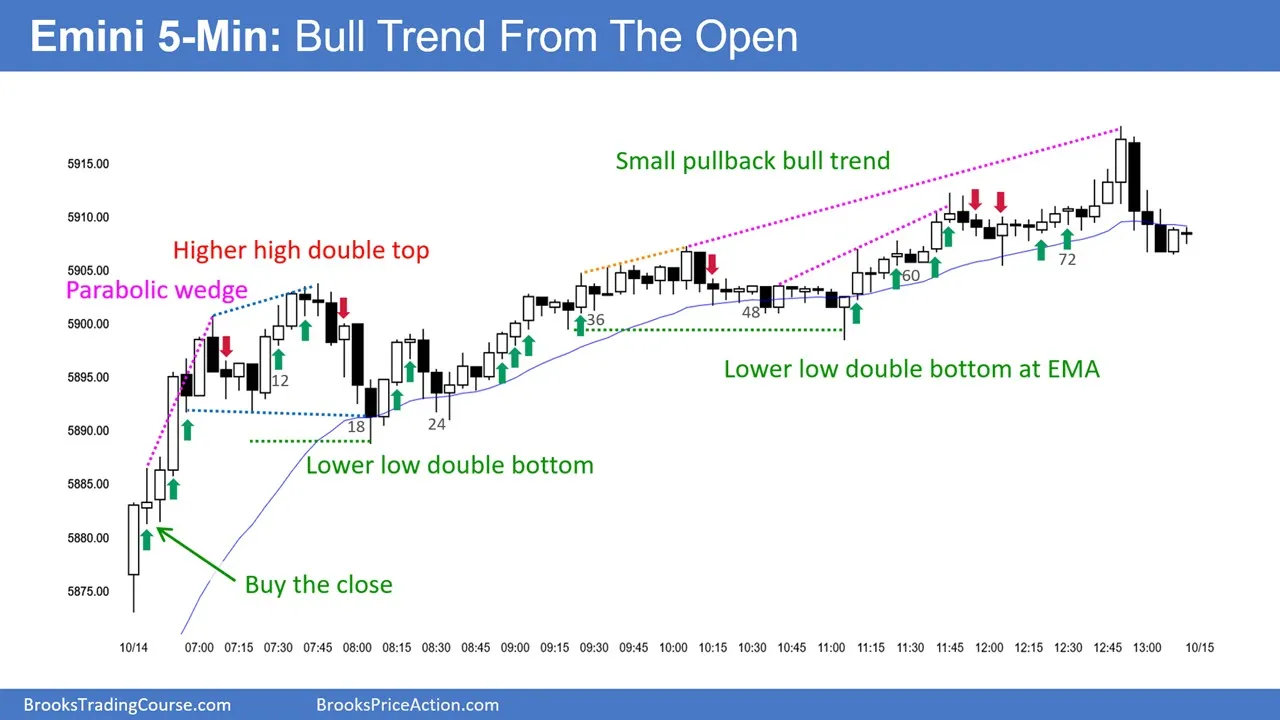 Emini 5-Min: Bull Trend From The Open
5915.00
5910.00
5905.00
5900.00
5895.00
5890.00
5885.00
5880.00
5875.00
Small pullback bull trend
Higher high double top
Parabolic wedge
12
18
24
36
48
60
72
Lower low double bottom at EMA
Lower low double bottom
Buy the close
10/14 07:00 07:15 07:30 07:45 08:00 08:15 08:30 08:45 09:00 09:15 09:30 09:45 10:00 10:15 10:30 10:45 11:00 11:15 11:30 11:45 12:00 12:15 12:30 12:45 13:00 10/15
BrooksTradingCourse.com BrooksPriceAction.com